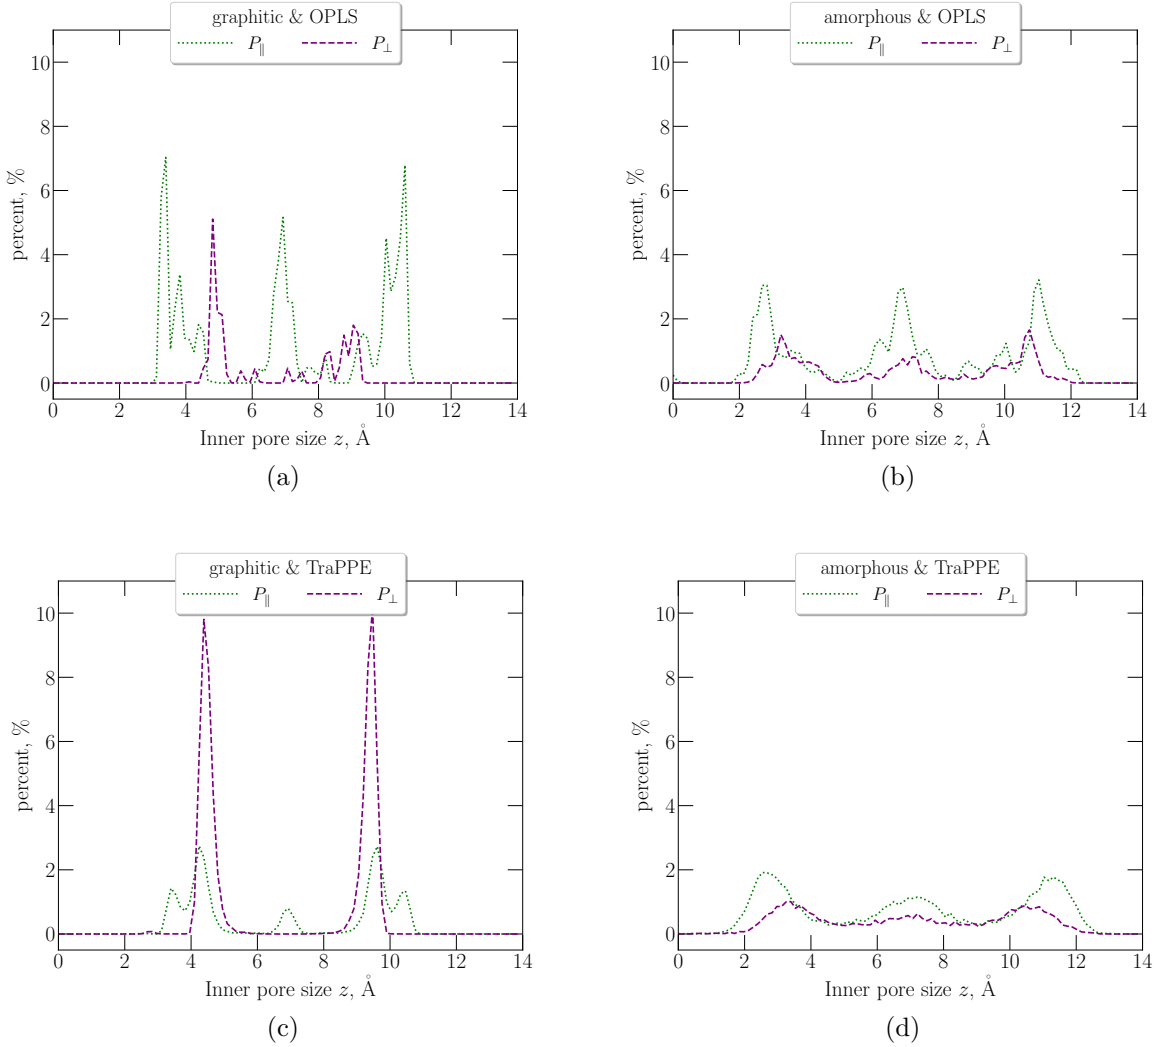 graphitic & OPLS
P∥ P⊥
percent, %
10
8
6
4
2
0
0 2 4 6 8 10 12 14
Inner pore size z, Å
(a)
amorphous & OPLS
P∥ P⊥
percent, %
10
8
6
4
2
0
0 2 4 6 8 10 12 14
Inner pore size z, Å
(b)
graphitic & TraPPE
P∥ P⊥
percent, %
10
8
6
4
2
0
0 2 4 6 8 10 12 14
Inner pore size z, Å
(c)
amorphous & TraPPE
P∥ P⊥
percent, %
10
8
6
4
2
0
0 2 4 6 8 10 12 14
Inner pore size z, Å
(d)